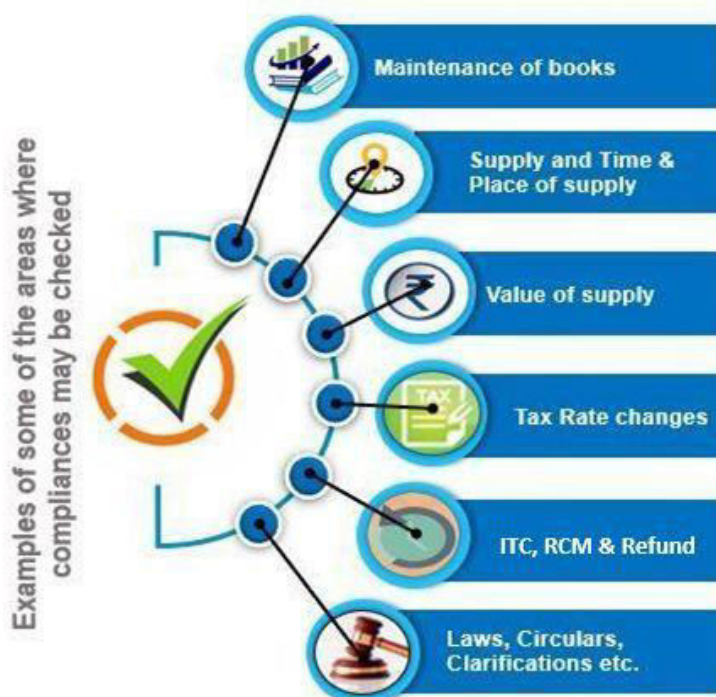 Examples of some of the areas where
compliances may be checked
Maintenance of books
Supply and Time &
Place of supply
₹
Value of supply
TAX
Tax Rate changes
ITC, RCM & Refund
Laws, Circulars,
Clarifications etc.